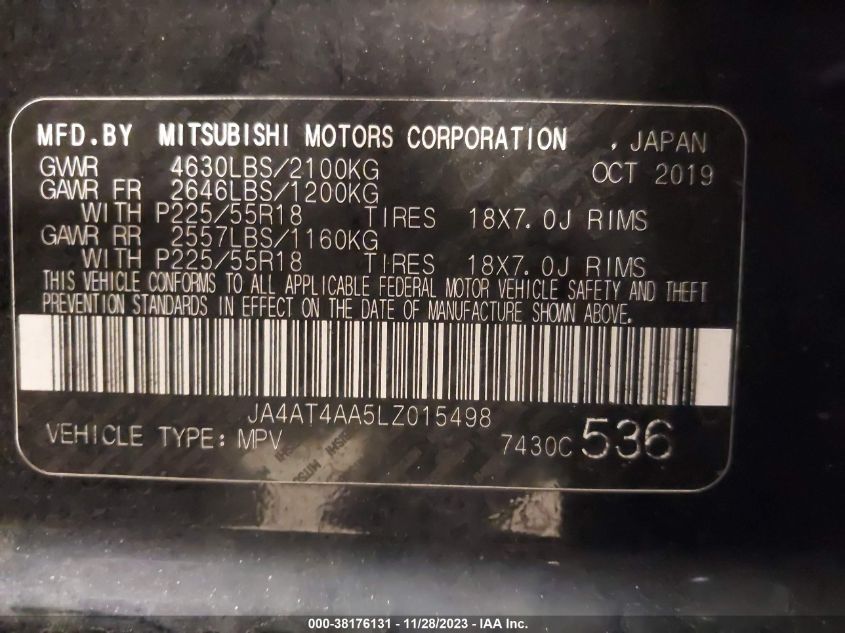 MFD.BY MITSUBISHI MOTORS CORPORATION , JAPAN
GVWR 4630LBS/2100KG OCT 2019
GAWR FR 2646LBS/1200KG
WITH P225/55R18 TIRES 18X7.0J RIMS
GAWR RR 2557LBS/1160KG
WITH P225/55R18 TIRES 18X7.0J RIMS
THIS VEHICLE CONFORMS TO ALL APPLICABLE FEDERAL MOTOR VEHICLE SAFETY AND THEFT
PREVENTION STANDARDS IN EFFECT ON THE DATE OF MANUFACTURE SHOWN ABOVE.
JA4AT4AA5LZ015498
VEHICLE TYPE: MPV 7430C 536
000-38176131 - 11/28/2023 - IAA Inc.